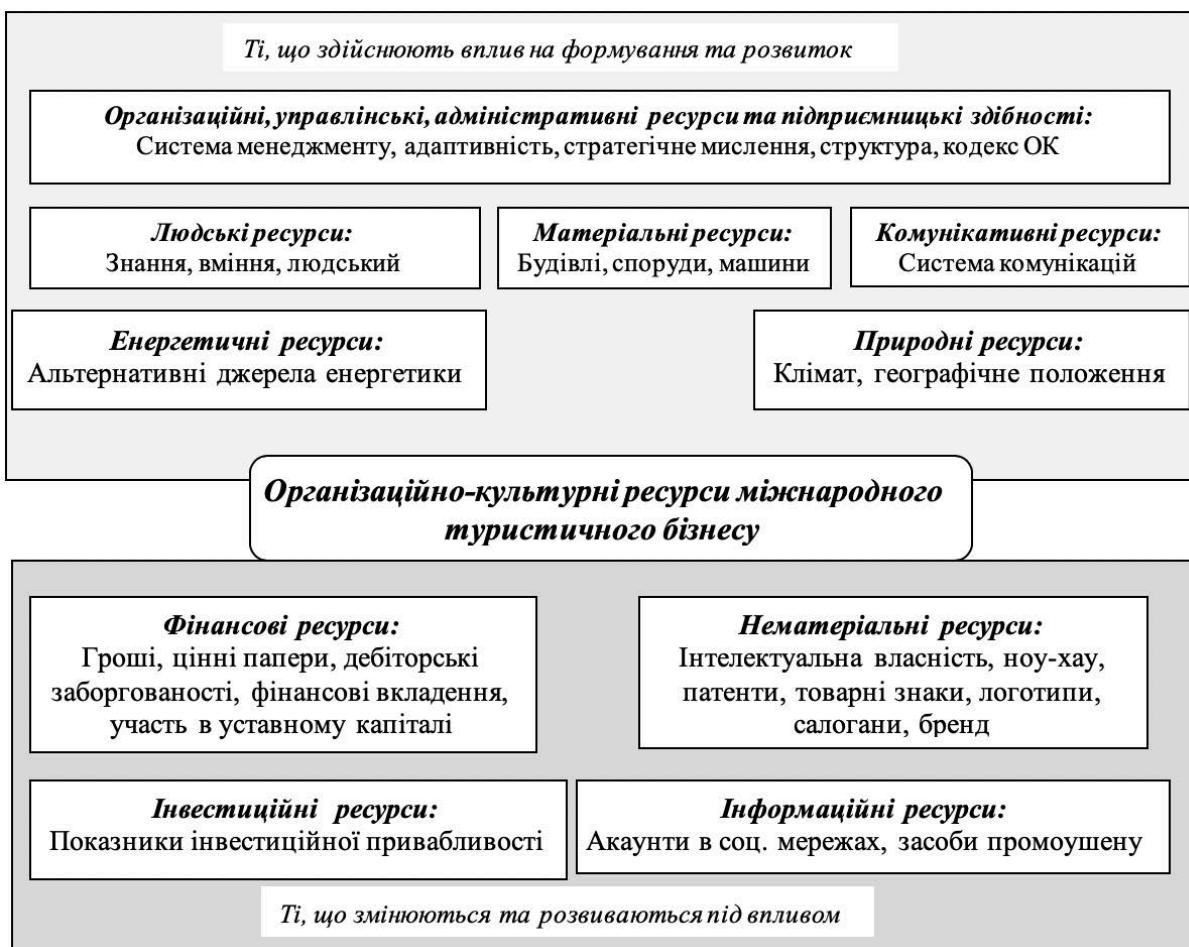 Ті, що здійснюють вплив на формування та розвиток
Організаційні, управлінські, адміністративні ресурси та підприємницькі здібності:
Система менеджменту, адаптивність, стратегічне мислення, структура, кодекс ОК
Людські ресурси:
Знання, вміння, людський
Матеріальні ресурси:
Будівлі, споруди, машини
Комунікативні ресурси:
Система комунікацій
Енергетичні ресурси:
Альтернативні джерела енергетики
Природні ресурси:
Клімат, географічне положення
Організаційно-культурні ресурси міжнародного
туристичного бізнесу
Фінансові ресурси:
Гроші, цінні папери, дебіторські
заборгованості, фінансові вкладення,
участь в уставному капіталі
Нематеріальні ресурси:
Інтелектуальна власність, ноу-хау,
патенти, товарні знаки, логотипи,
салогани, бренд
Інвестиційні ресурси:
Показники інвестиційної привабливості
Інформаційні ресурси:
Акаунти в соц. мережах, засоби промоушену
Ті, що змінюються та розвиваються під впливом